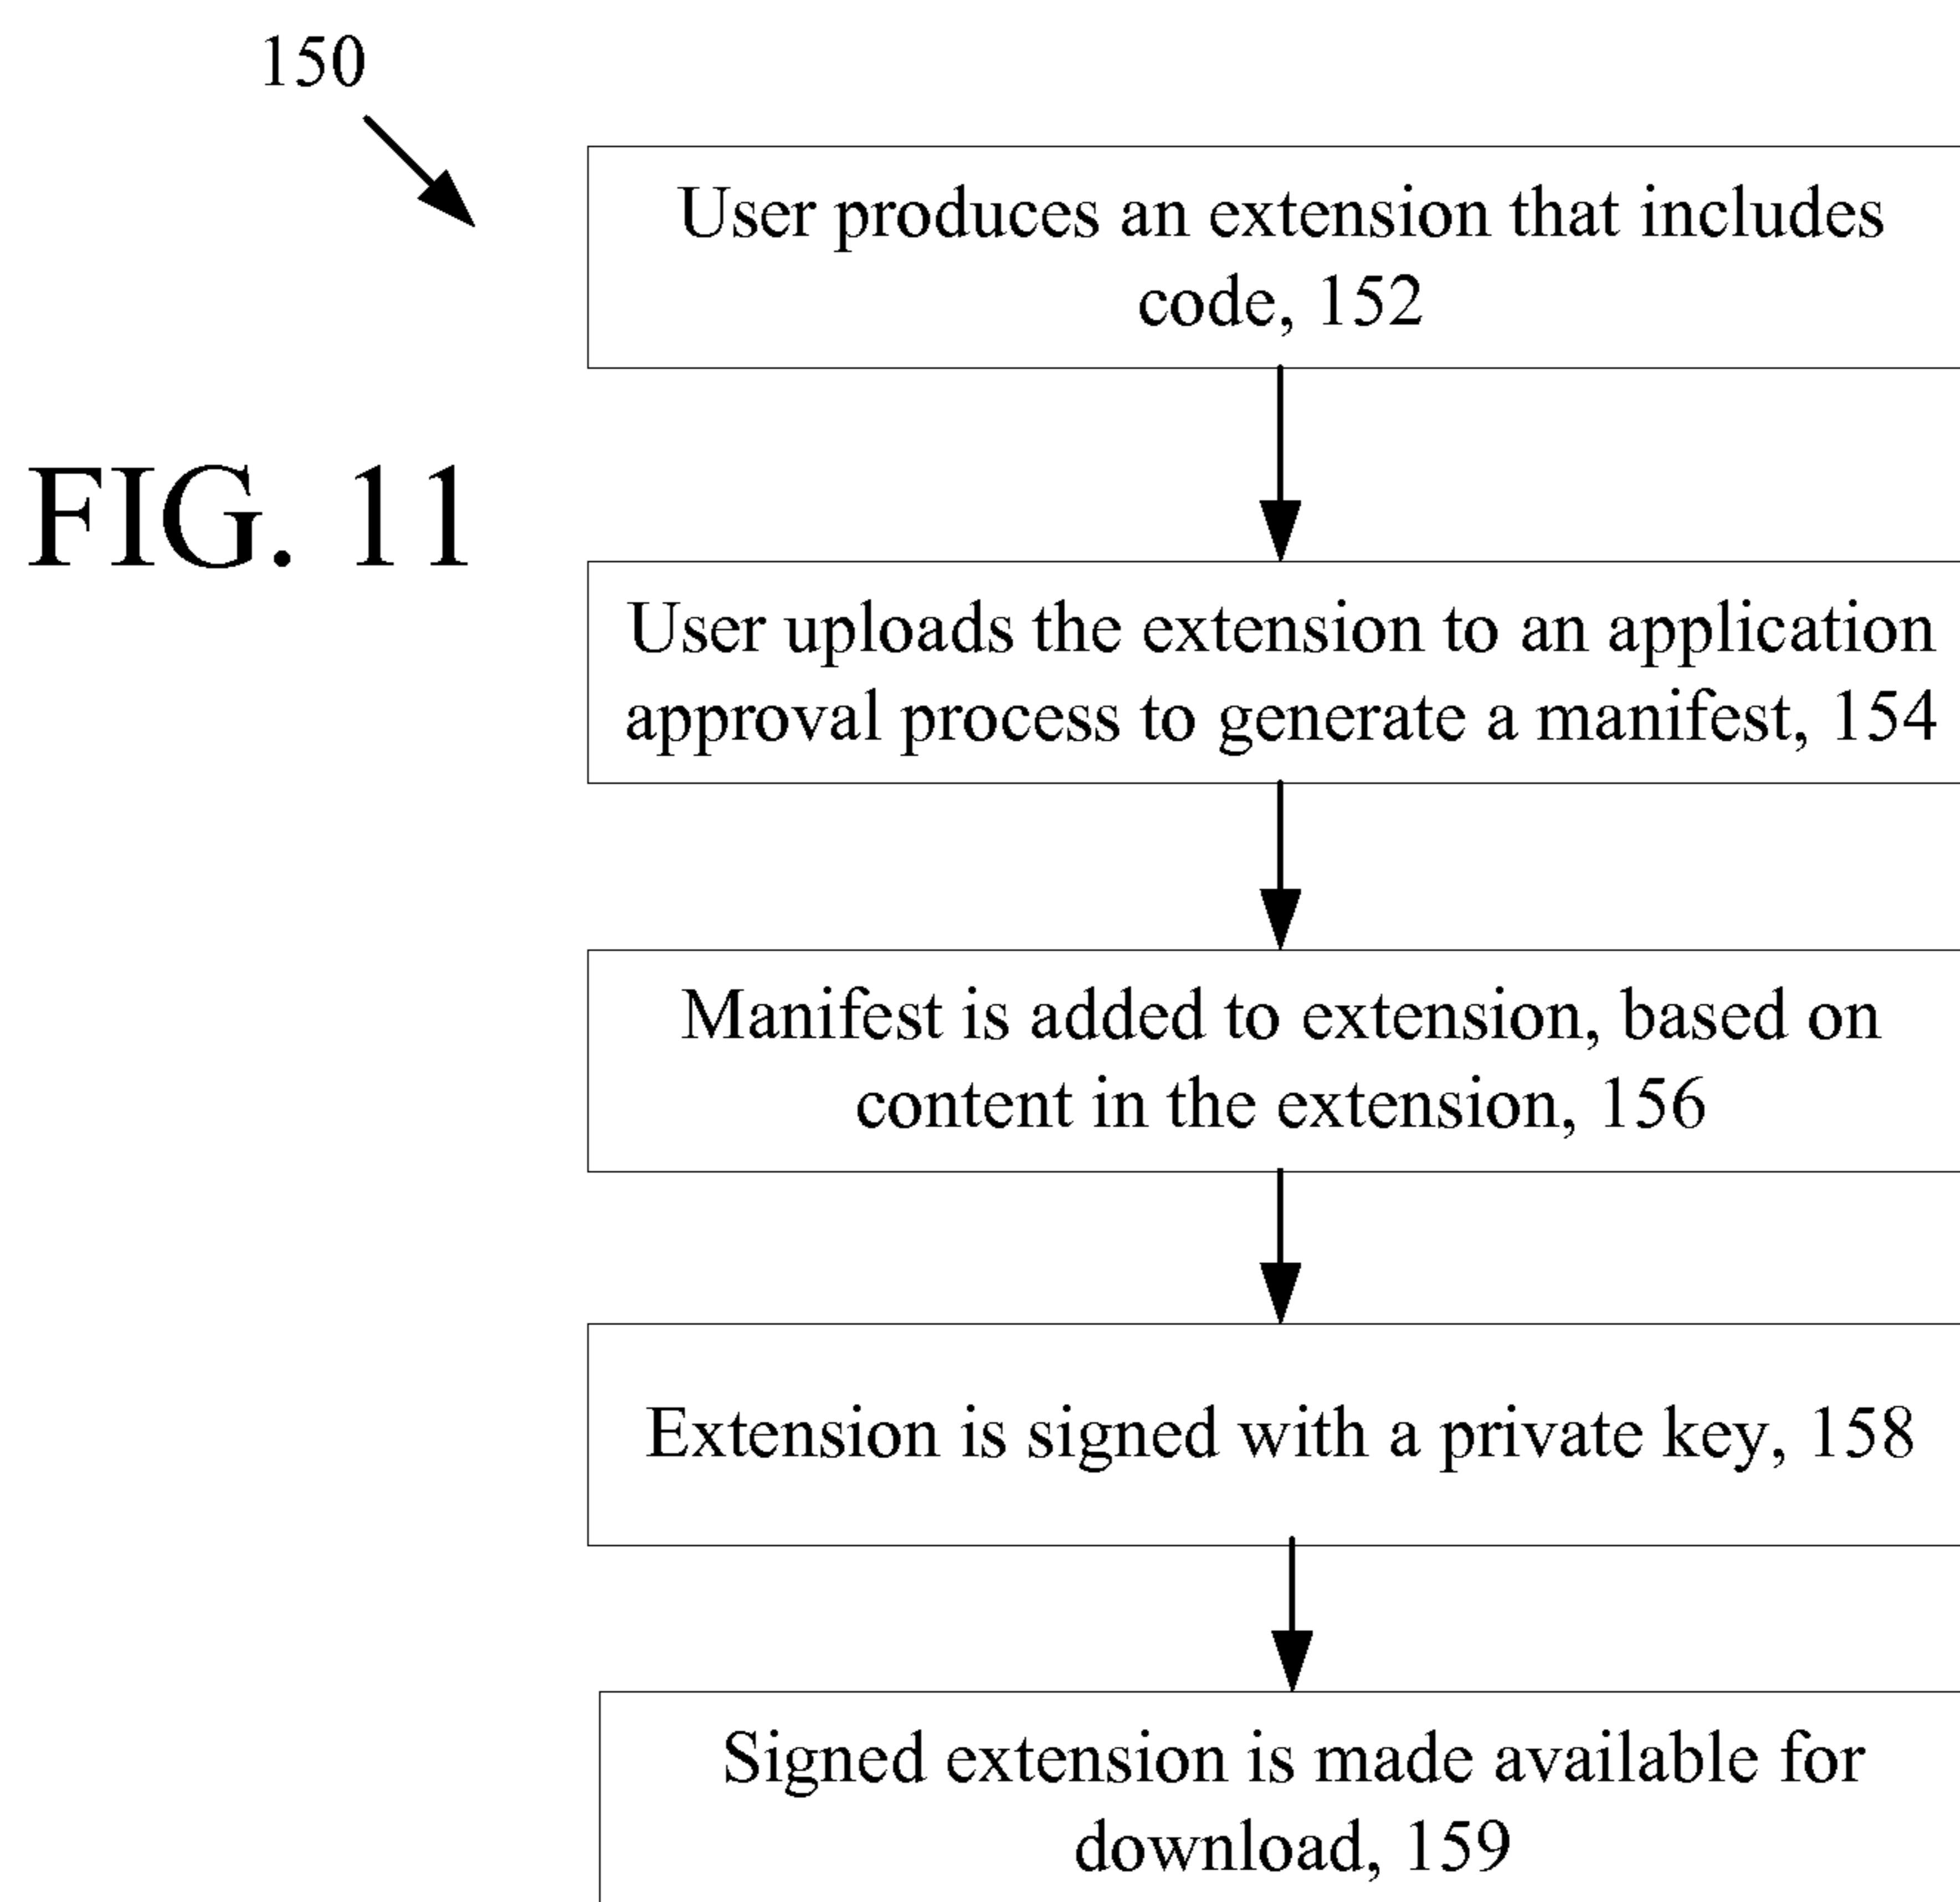 150
User produces an extension that includes
code, 152
FIG. 11
User uploads the extension to an application
approval process to generate a manifest, 154
Manifest is added to extension, based on
content in the extension, 156
Extension is signed with a private key, 158
Signed extension is made available for
download, 159